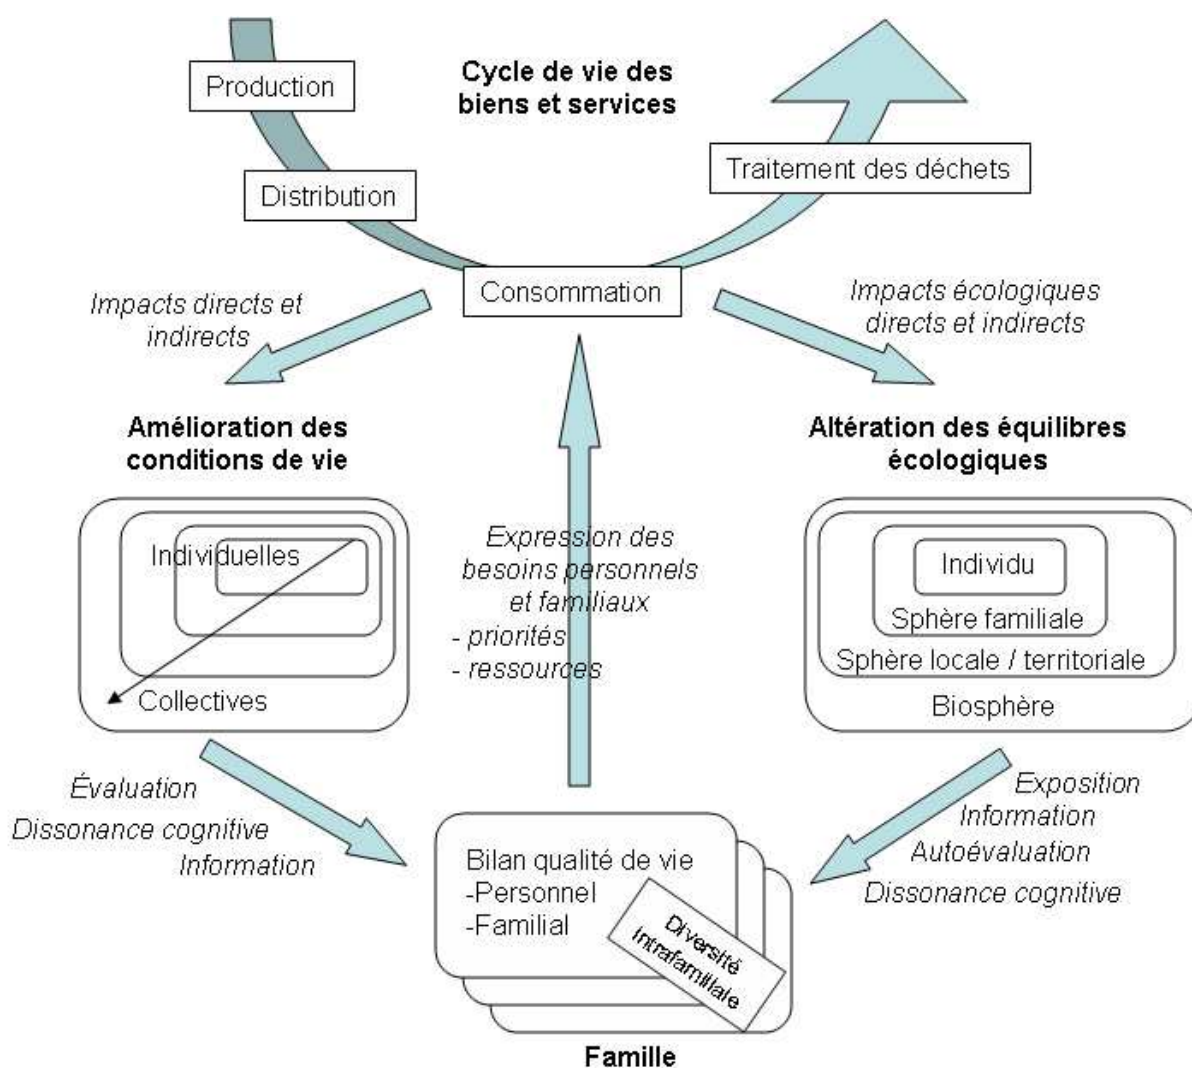 Cycle de vie des
biens et services
Production
Distribution
Traitement des déchets
Consommation
Impacts directs et
indirects
Impacts écologiques
directs et indirects
Amélioration des
conditions de vie
Altération des équilibres
écologiques
Individuelles
Collectives
Expression des
besoins personnels
et familiaux
- priorités
- ressources
Individu
Sphère familiale
Sphère locale / territoriale
Biosphère
Évaluation
Dissonance cognitive
Information
Exposition
Information
Autoévaluation
Dissonance cognitive
Bilan qualité de vie
-Personnel
-Familial
Diversité
intrafamiliale
Famille